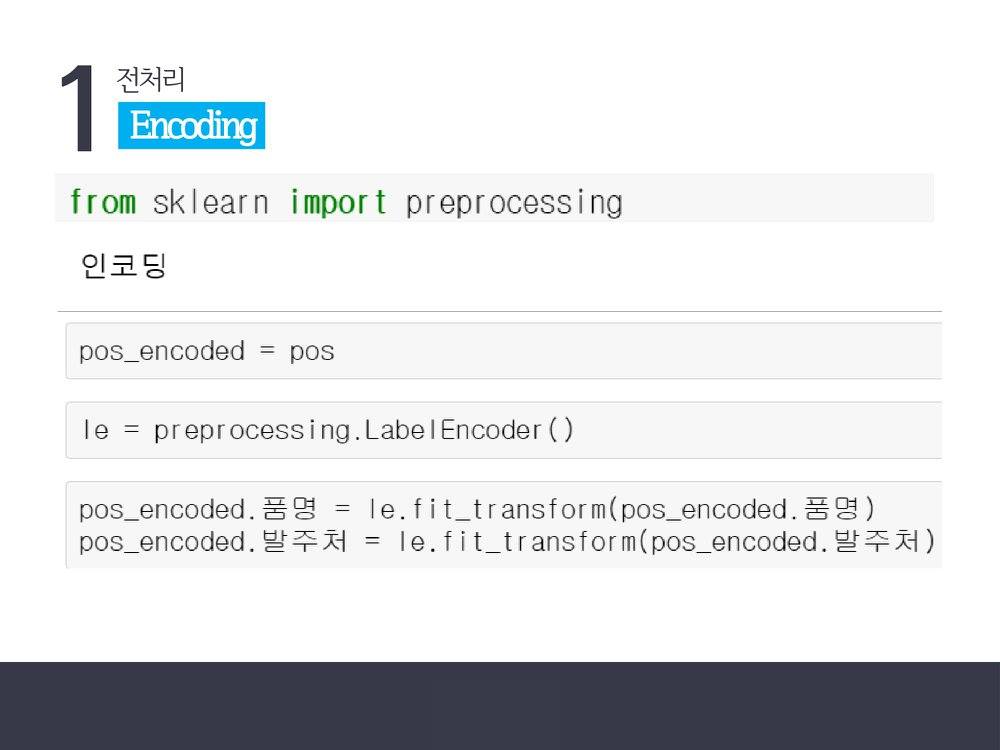 1
전처리
Encoding
from sklearn import preprocessing
인코딩
pos_encoded = pos
le = preprocessing.LabelEncoder()
pos_encoded.품명 = le.fit_transform(pos_encoded.품명)
pos_encoded.발주처 = le.fit_transform(pos_encoded.발주처)